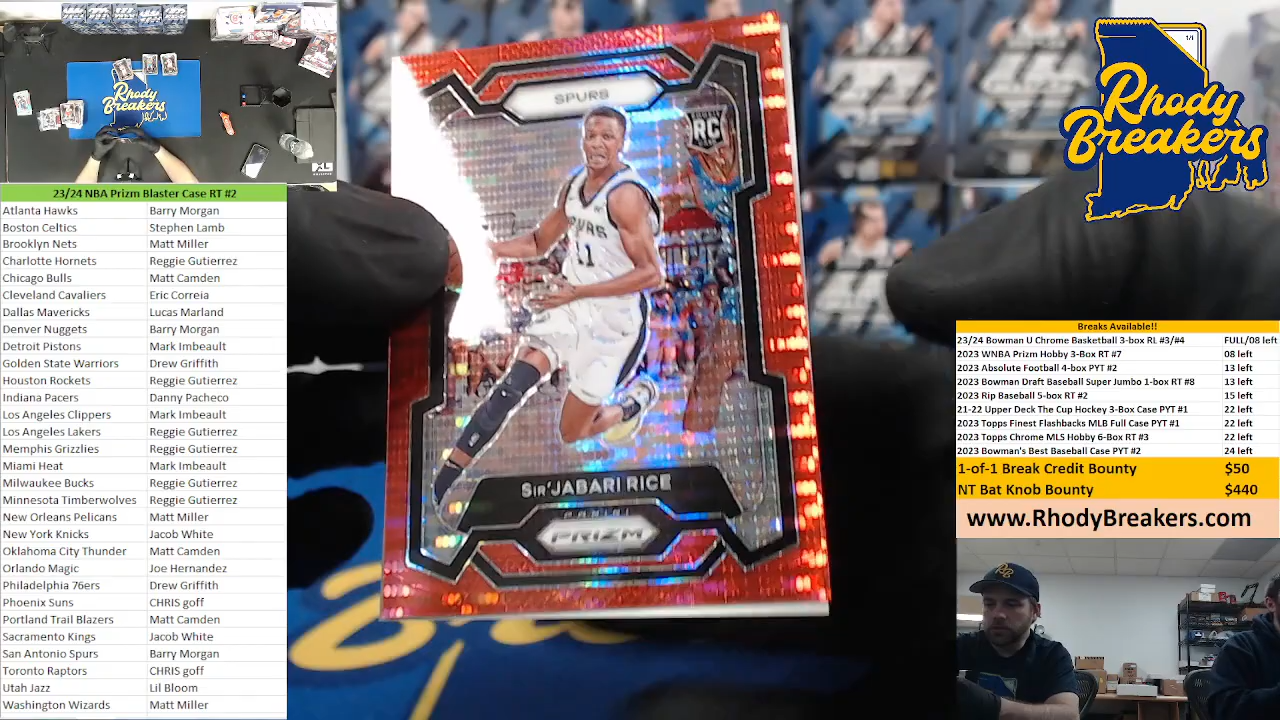 23/24 NBA Prizm Blaster Case RT #2
Atlanta Hawks Barry Morgan
Boston Celtics Stephen Lamb
Brooklyn Nets Matt Miller
Charlotte Hornets Reggie Gutierrez
Chicago Bulls Matt Camden
Cleveland Cavaliers Eric Correia
Dallas Mavericks Lucas Marland
Denver Nuggets Barry Morgan
Detroit Pistons Mark Imbeault
Golden State Warriors Drew Griffith
Houston Rockets Reggie Gutierrez
Indiana Pacers Danny Pacheco
Los Angeles Clippers Mark Imbeault
Los Angeles Lakers Reggie Gutierrez
Memphis Grizzlies Reggie Gutierrez
Miami Heat Mark Imbeault
Milwaukee Bucks Reggie Gutierrez
Minnesota Timberwolves Reggie Gutierrez
New Orleans Pelicans Matt Miller
New York Knicks Jacob White
Oklahoma City Thunder Matt Camden
Orlando Magic Joe Hernandez
Philadelphia 76ers Drew Griffith
Phoenix Suns CHRIS goff
Portland Trail Blazers Matt Camden
Sacramento Kings Jacob White
San Antonio Spurs Barry Morgan
Toronto Raptors CHRIS goff
Utah Jazz Lil Bloom
Washington Wizards Matt Miller
Rhody
Breakers
SPURS
RC
SPURS
11
SIR'JABARI RICE
PANINI
PRIZM
1/1
Rhody
Breakers
Breaks Available!!
23/24 Bowman U Chrome Basketball 3-box RL #3/#4 FULL/08 left
2023 WNBA Prizm Hobby 3-Box RT #7 08 left
2023 Absolute Football 4-box PYT #2 13 left
2023 Bowman Draft Baseball Super Jumbo 1-box RT #8 13 left
2023 Rip Baseball 5-box RT #2 15 left
21-22 Upper Deck The Cup Hockey 3-Box Case PYT #1 22 left
2023 Topps Finest Flashbacks MLB Full Case PYT #1 22 left
2023 Topps Chrome MLS Hobby 6-Box RT #3 22 left
2023 Bowman's Best Baseball Case PYT #2 24 left
1-of-1 Break Credit Bounty $50
NT Bat Knob Bounty $440
www.RhodyBreakers.com
RB